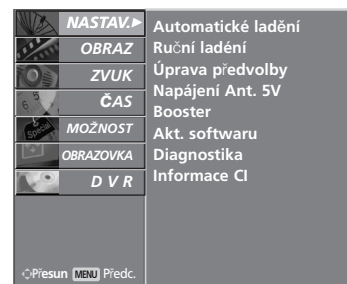 NASTAV.
OBRAZ
ZVUK
ČAS
MOŽNOST
OBRAZOVKA
D V R
Automatické ladění
Ruční ladéní
Úprava předvolby
Napájení Ant. 5V
Booster
Akt. softwaru
Diagnostika
Informace CI
Přesun MENU Předc.